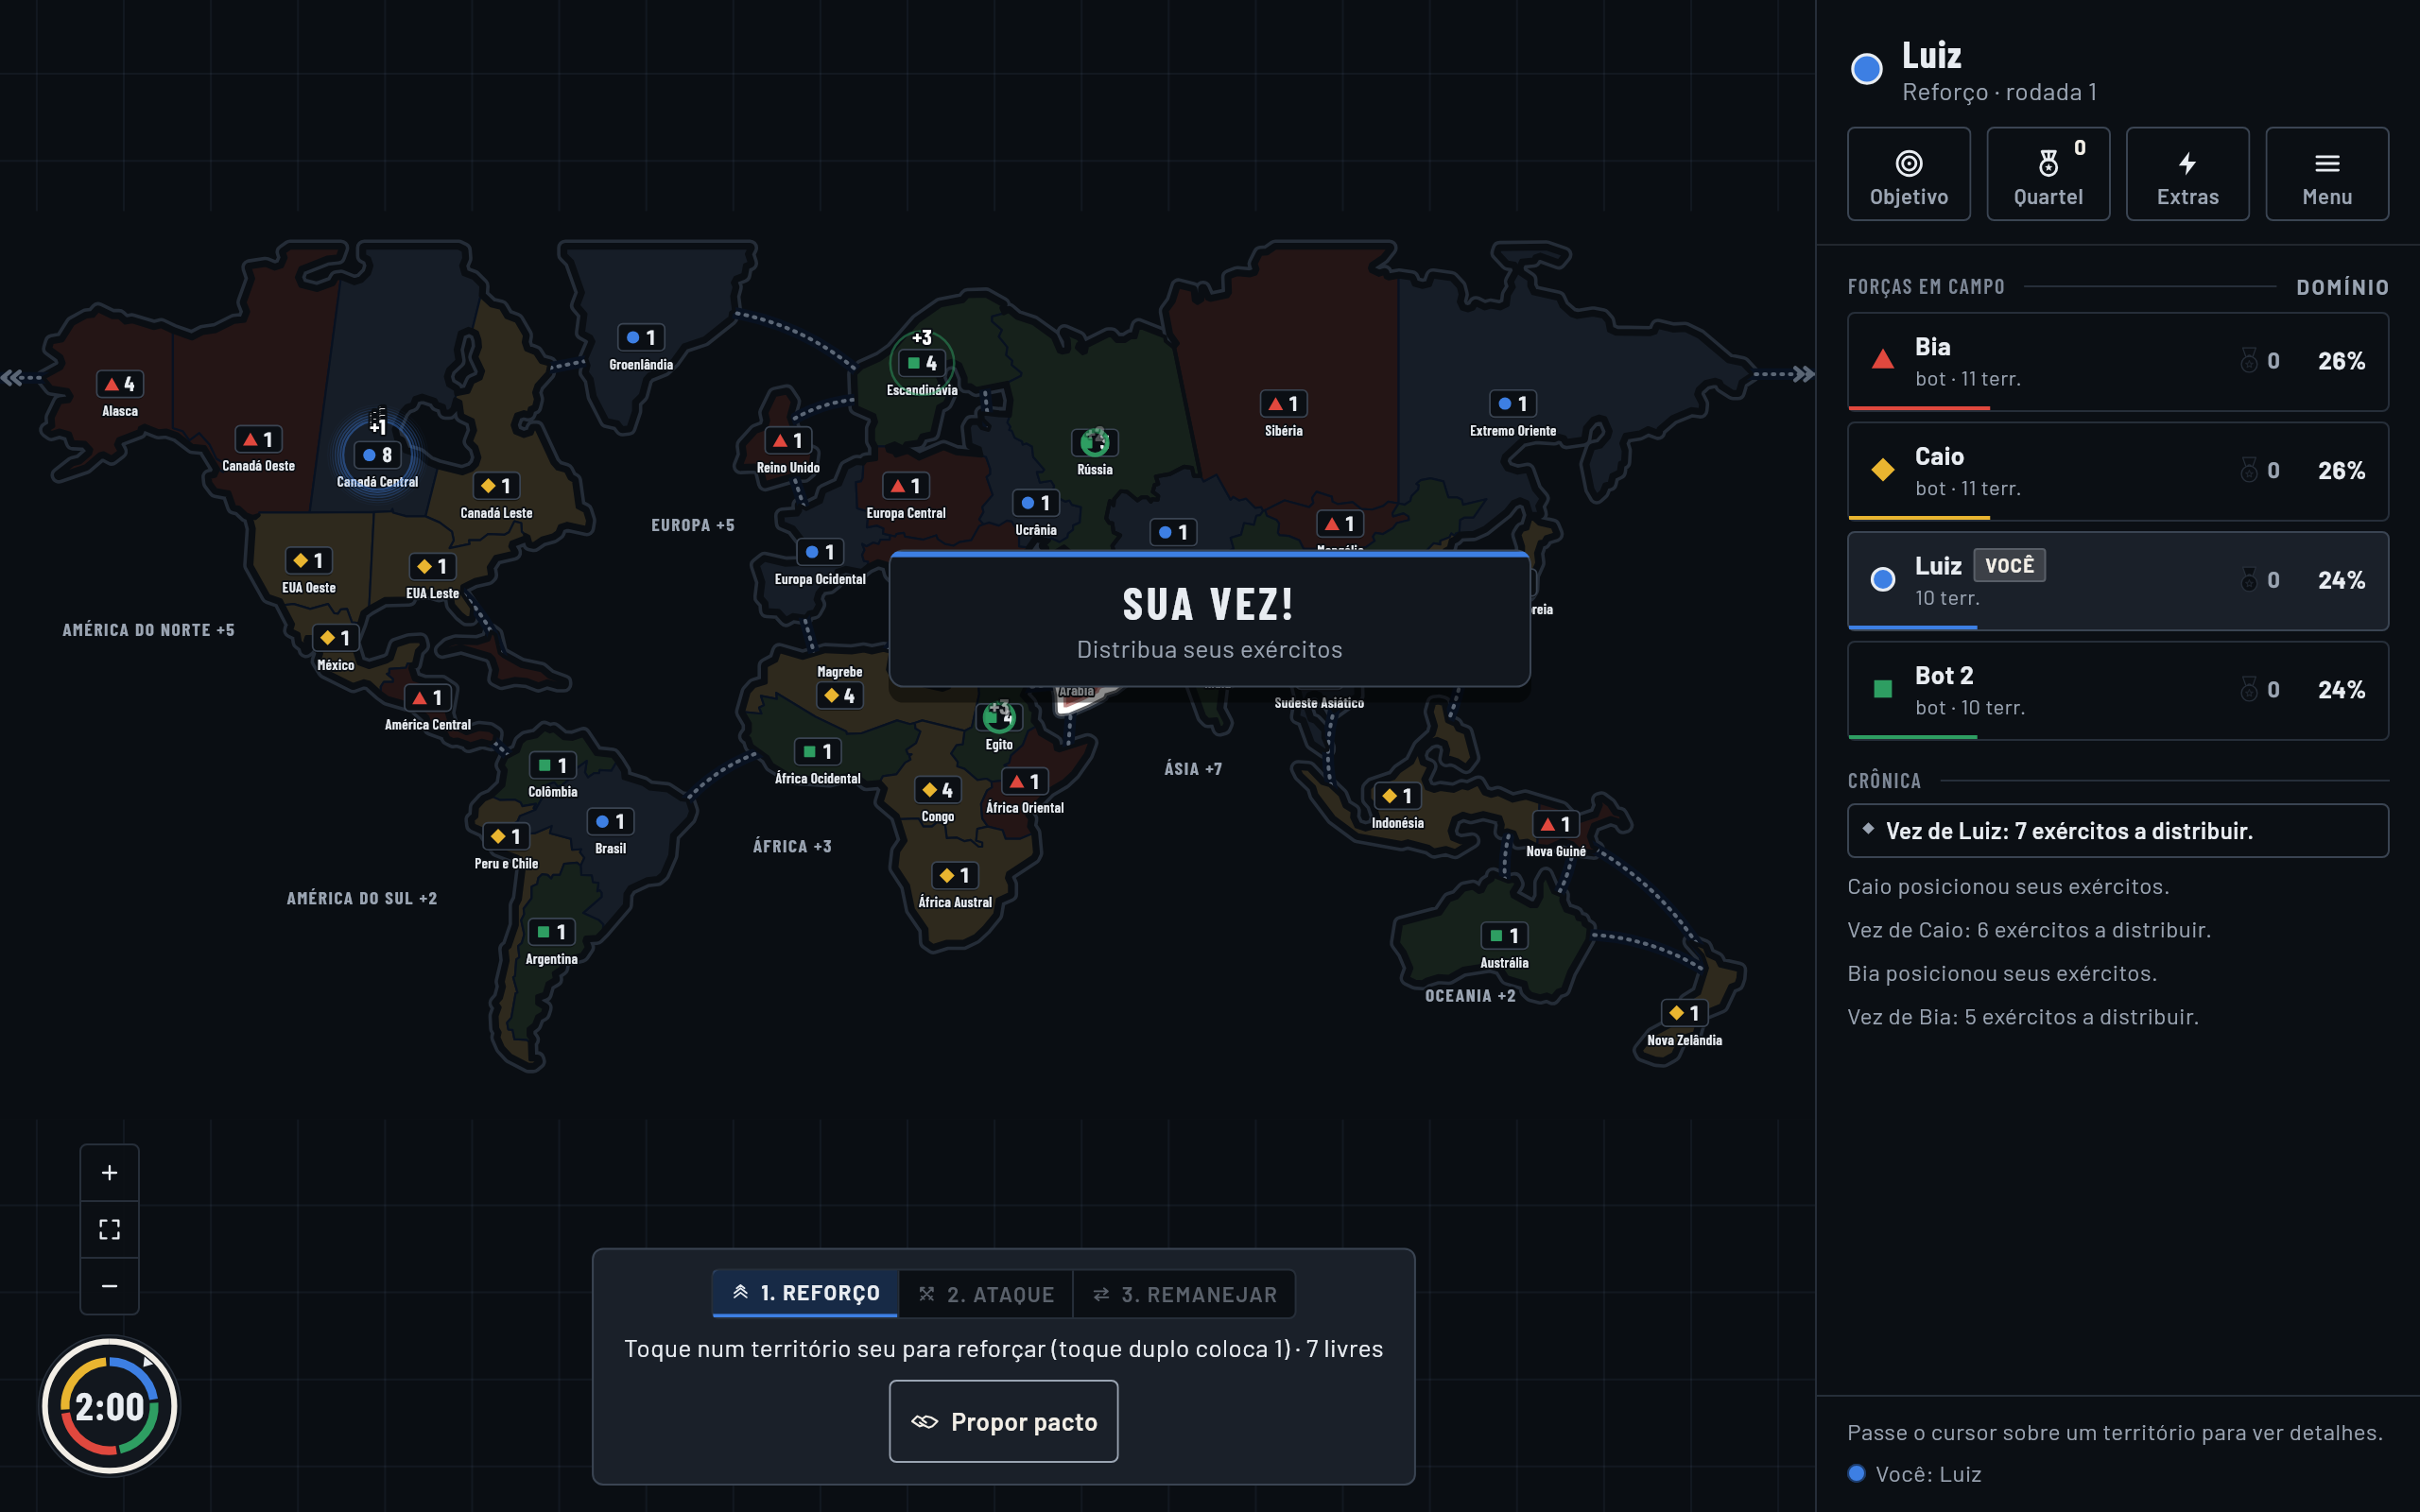 Luiz
Reforço · rodada 1
Objetivo
0
Quartel
Extras
Menu
FORÇAS EM CAMPO
DOMÍNIO
Bia
bot · 11 terr.
0
26%
Caio
bot · 11 terr.
0
26%
Luiz VOCÊ
10 terr.
0
24%
Bot 2
bot · 10 terr.
0
24%
CRÔNICA
Vez de Luiz: 7 exércitos a distribuir.
Caio posicionou seus exércitos.
Vez de Caio: 6 exércitos a distribuir.
Bia posicionou seus exércitos.
Vez de Bia: 5 exércitos a distribuir.
Passe o cursor sobre um território para ver detalhes.
Você: Luiz
4
Alasca
1
Canadá Oeste
+1
8
Canadá Central
1
Canadá Leste
1
Groenlândia
1
EUA Oeste
1
EUA Leste
1
México
1
América Central
AMÉRICA DO NORTE +5
1
Colômbia
1
Peru e Chile
1
Brasil
1
Argentina
AMÉRICA DO SUL +2
+3
4
Escandinávia
1
Reino Unido
1
Europa Central
1
Ucrânia
Rússia
1
Europa Ocidental
EUROPA +5
1
Sibéria
1
Extremo Oriente
1
1
SUA VEZ!
Distribua seus exércitos
Arábia
Sudeste Asiático
ÁSIA +7
Magrebe
4
+3
4
Egito
1
África Ocidental
4
Congo
1
África Oriental
1
África Austral
ÁFRICA +3
1
Indonésia
1
Nova Guiné
1
Austrália
1
Nova Zelândia
OCEANIA +2
+
−
2:00
1. REFORÇO
2. ATAQUE
3. REMANEJAR
Toque num território seu para reforçar (toque duplo coloca 1) · 7 livres
Propor pacto